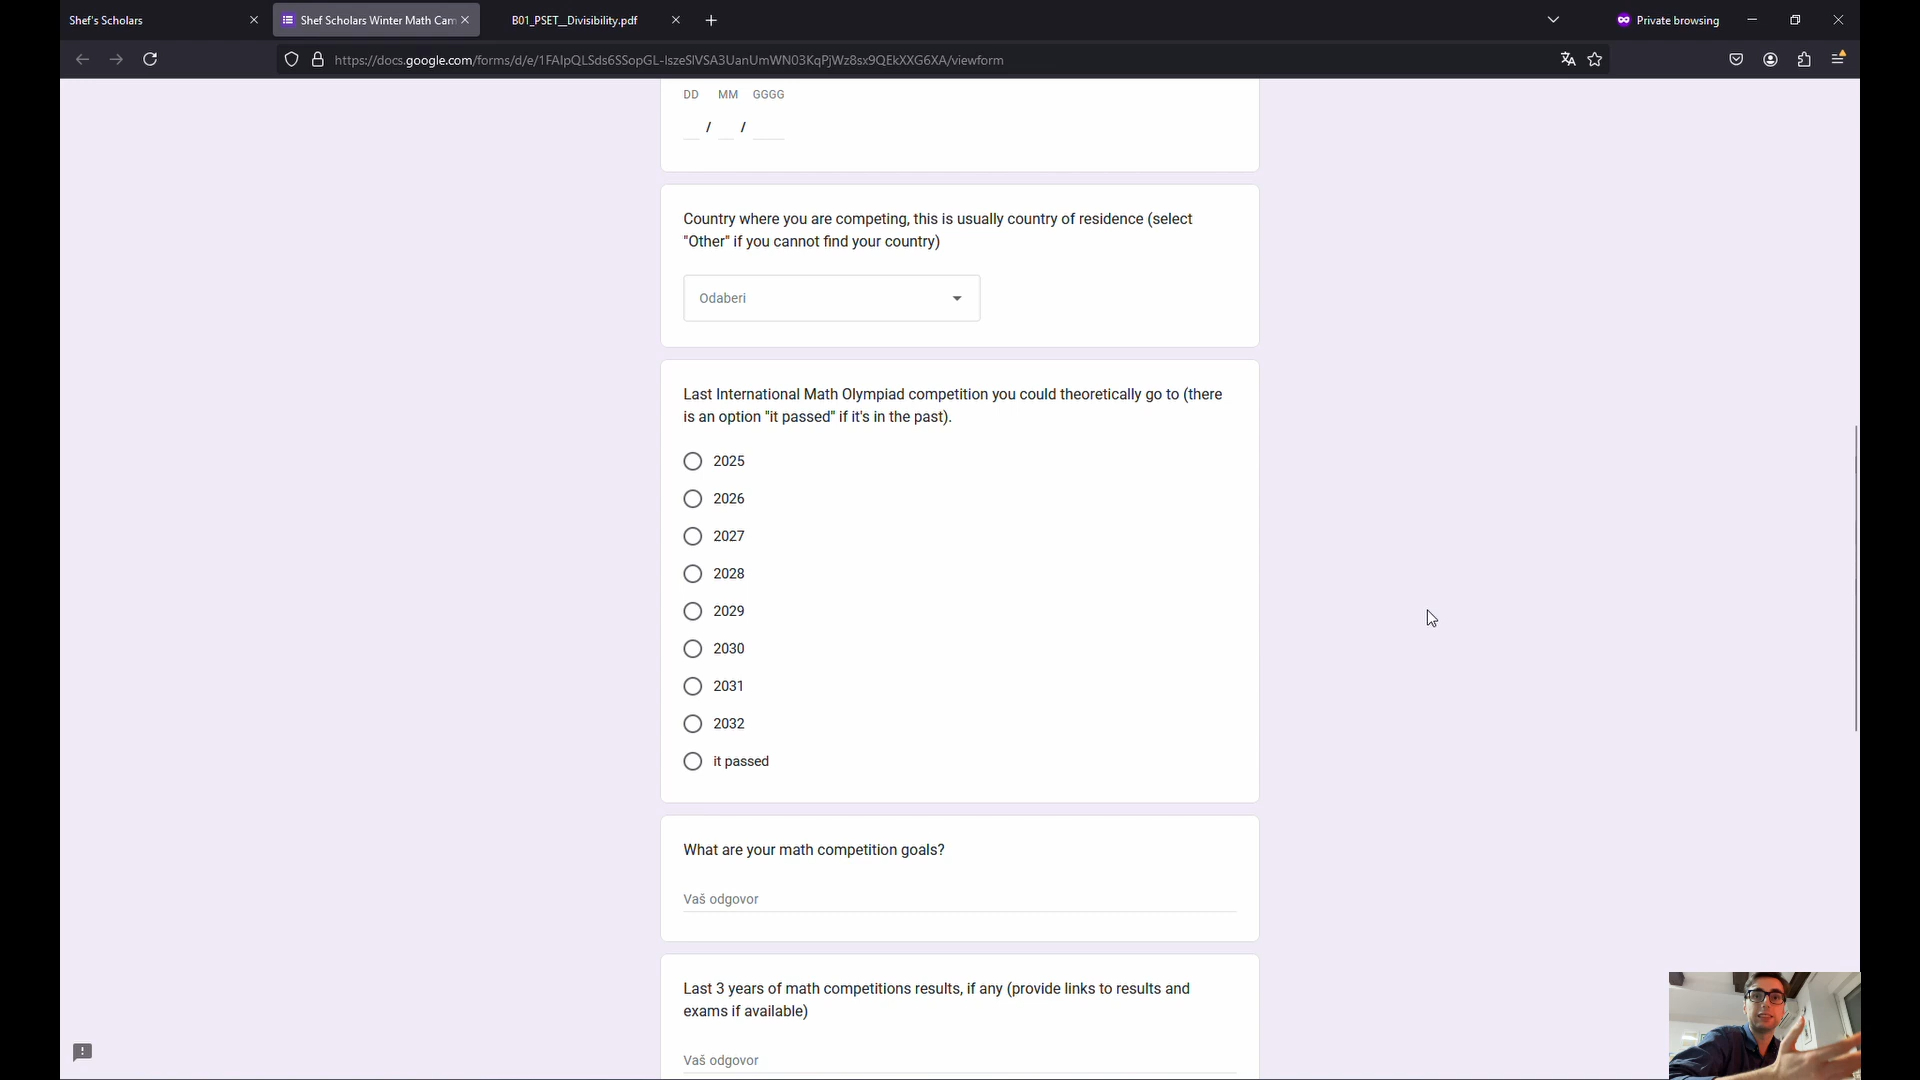 Shef's Scholars
Shef Scholars Winter Math Cam
B01_PSET__Divisibility.pdf
Private browsing
https://docs.google.com/forms/d/e/1FAIpQLSds6SSopGL-lszeSlVSA3UanUmWN03KqPjWz8sx9QEkXXG6XA/viewform
DD MM GGGG
/ /
Country where you are competing, this is usually country of residence (select
"Other" if you cannot find your country)
Odaberi
Last International Math Olympiad competition you could theoretically go to (there
is an option "it passed" if it's in the past).
2025
2026
2027
2028
2029
2030
2031
2032
it passed
What are your math competition goals?
Vaš odgovor
Last 3 years of math competitions results, if any (provide links to results and
exams if available)
Vaš odgovor